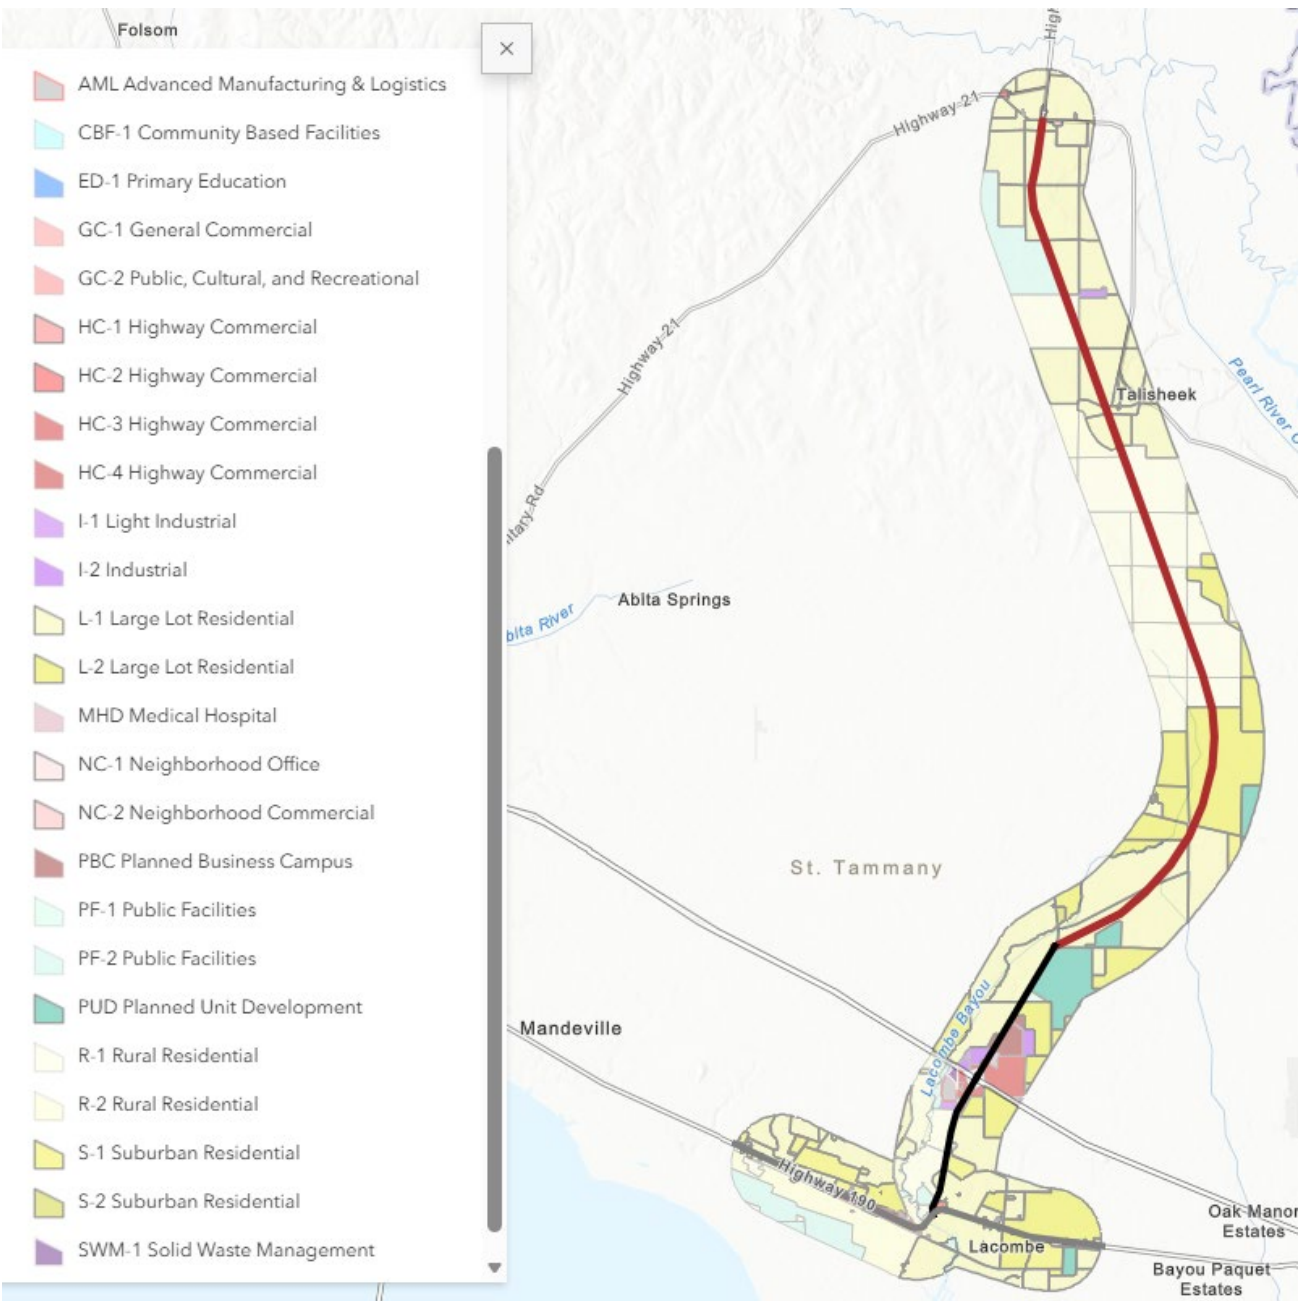 Folsom
×
AML Advanced Manufacturing & Logistics
CBF-1 Community Based Facilities
ED-1 Primary Education
GC-1 General Commercial
GC-2 Public, Cultural, and Recreational
HC-1 Highway Commercial
HC-2 Highway Commercial
HC-3 Highway Commercial
HC-4 Highway Commercial
I-1 Light Industrial
I-2 Industrial
L-1 Large Lot Residential
L-2 Large Lot Residential
MHD Medical Hospital
NC-1 Neighborhood Office
NC-2 Neighborhood Commercial
PBC Planned Business Campus
PF-1 Public Facilities
PF-2 Public Facilities
PUD Planned Unit Development
R-1 Rural Residential
R-2 Rural Residential
S-1 Suburban Residential
S-2 Suburban Residential
SWM-1 Solid Waste Management
High
Highway 21
Highway 21
Pearl River C
Talisheek
itary Rd
Abita Springs
bita River
St. Tammany
Lacombe Bayou
Mandeville
Highway 190
Lacombe
Oak Manor
Estates
Bayou Paquet
Estates